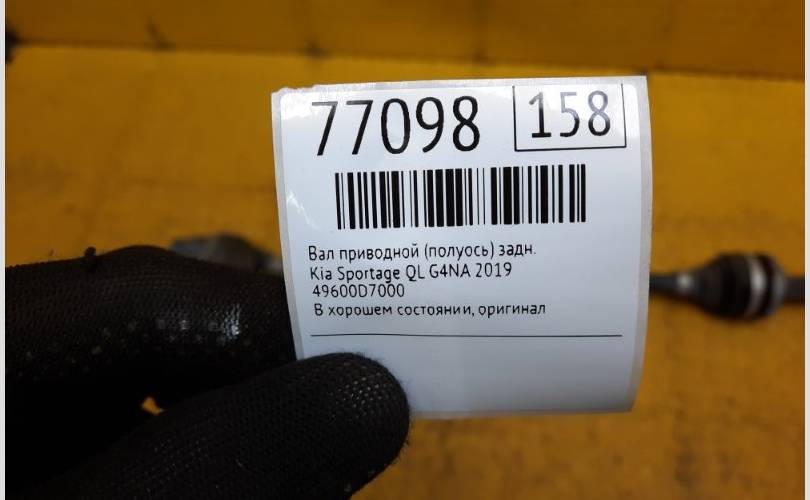 77098 158
Вал приводной (полуось) задн.
Kia Sportage QL G4NA 2019
49600D7000
В хорошем состоянии, оригинал